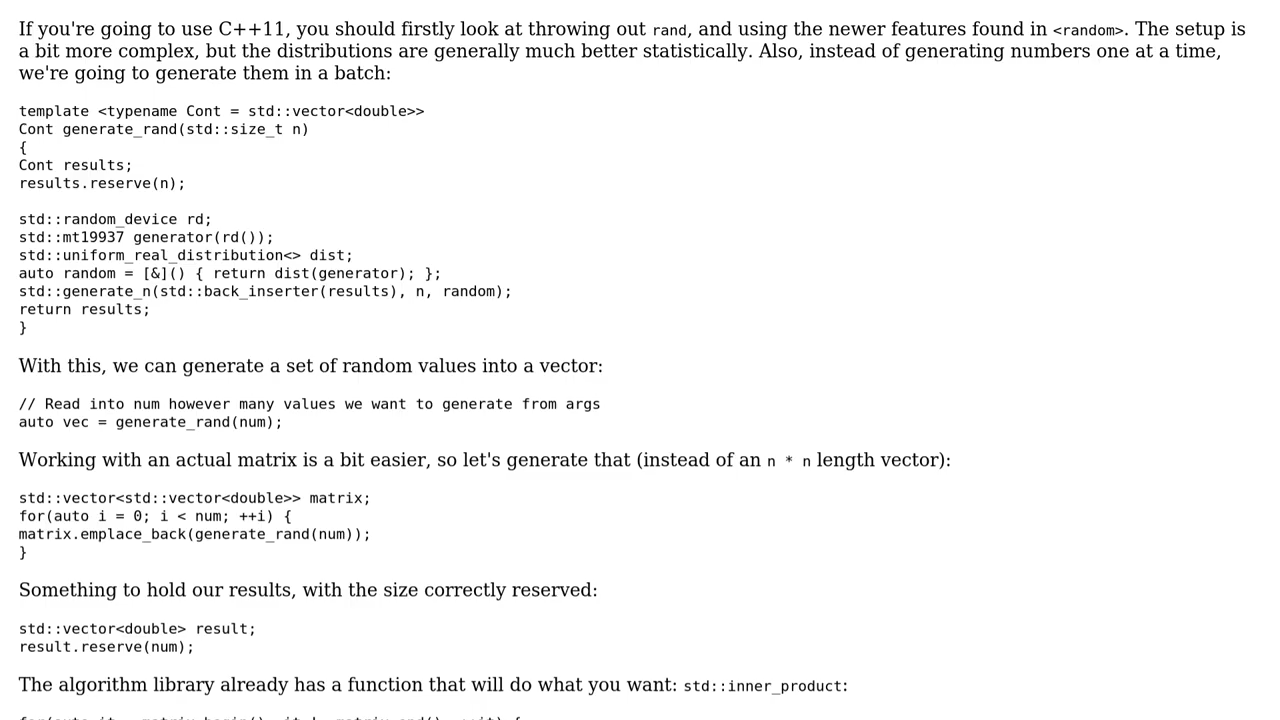 If you're going to use C++11, you should firstly look at throwing out rand, and using the newer features found in <random>. The setup is
a bit more complex, but the distributions are generally much better statistically. Also, instead of generating numbers one at a time,
we're going to generate them in a batch:
template <typename Cont = std::vector<double>>
Cont generate_rand(std::size_t n)
{
Cont results;
results.reserve(n);
std::random_device rd;
std::mt19937 generator(rd());
std::uniform_real_distribution<> dist;
auto random = [&]() { return dist(generator); };
std::generate_n(std::back_inserter(results), n, random);
return results;
}
With this, we can generate a set of random values into a vector:
// Read into num however many values we want to generate from args
auto vec = generate_rand(num);
Working with an actual matrix is a bit easier, so let's generate that (instead of an n * n length vector):
std::vector<std::vector<double>> matrix;
for(auto i = 0; i < num; ++i) {
matrix.emplace_back(generate_rand(num));
}
Something to hold our results, with the size correctly reserved:
std::vector<double> result;
result.reserve(num);
The algorithm library already has a function that will do what you want: std::inner_product: